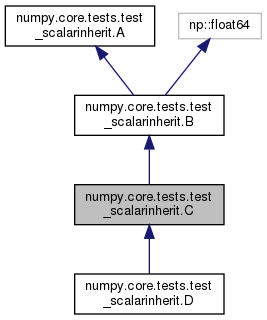 numpy.core.tests.test
_scalarinherit.A
np::float64
numpy.core.tests.test
_scalarinherit.B
numpy.core.tests.test
_scalarinherit.C
numpy.core.tests.test
_scalarinherit.D